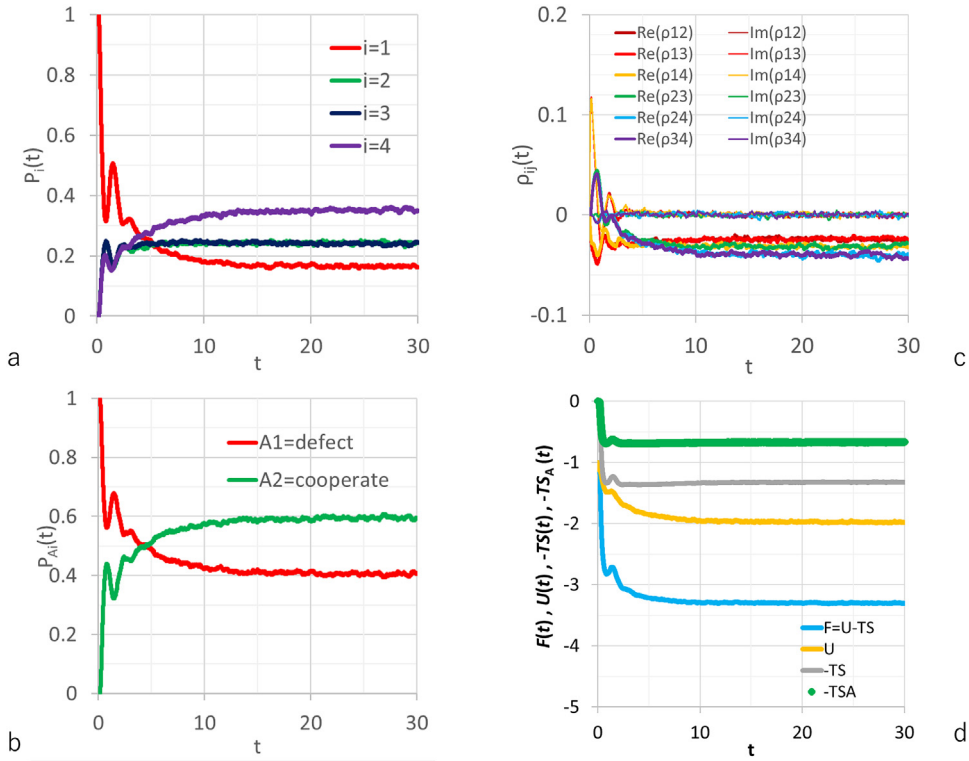 1
0.8
0.6
0.4
0.2
0
P_i(t)
i=1
i=2
i=3
i=4
0 10 20 30
t
a
0.2
0.1
0
-0.1
ρ_ij(t)
Re(ρ12) Im(ρ12)
Re(ρ13) Im(ρ13)
Re(ρ14) Im(ρ14)
Re(ρ23) Im(ρ23)
Re(ρ24) Im(ρ24)
Re(ρ34) Im(ρ34)
0 10 20 30
t
c
1
0.8
0.6
0.4
0.2
0
P_Ai(t)
A1=defect
A2=cooperate
0 10 20 30
t
b
0
-1
-2
-3
-4
-5
F(t) , U(t) , -TS(t) , -TS_A (t)
F=U-TS
U
-TS
-TSA
0 10 20 30
t
d